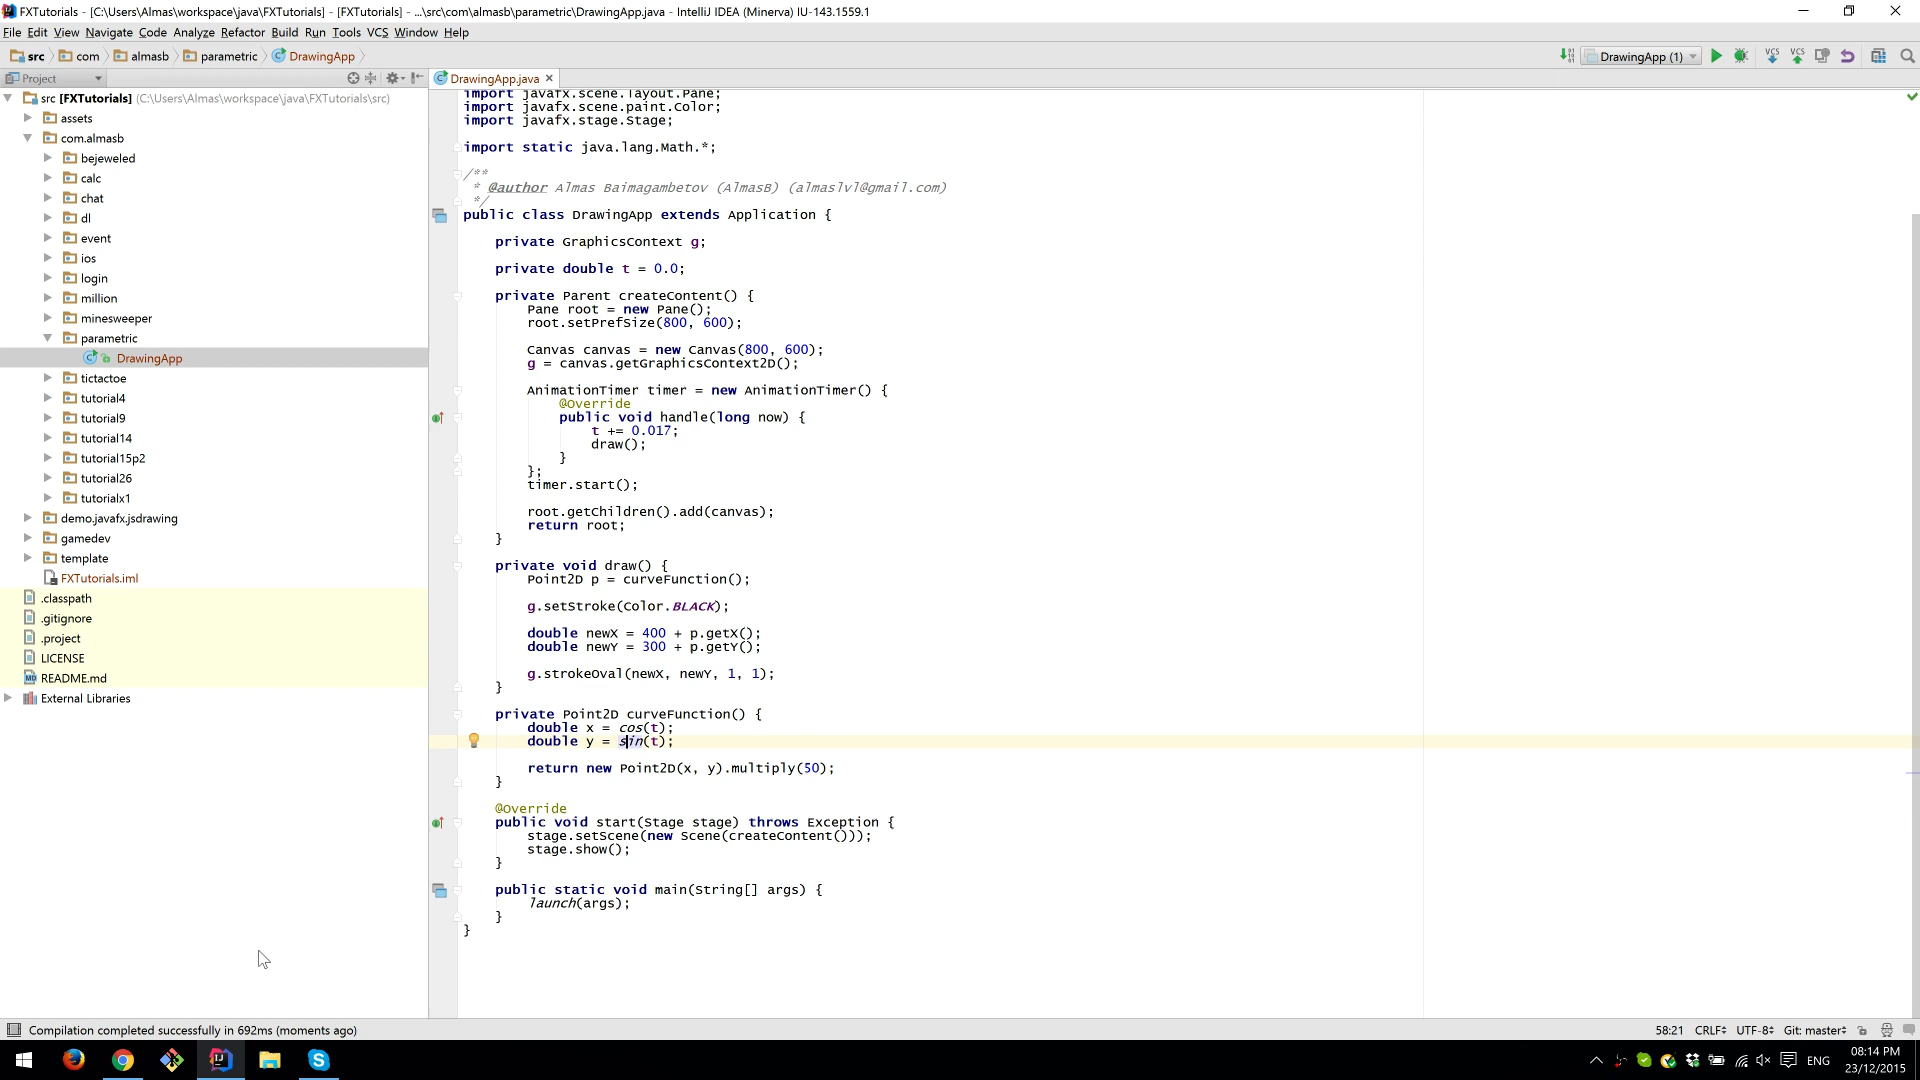 FXTutorials - [C:\Users\Almas\workspace\java\FXTutorials] - [FXTutorials] - ...\src\com\almasb\parametric\DrawingApp.java - IntelliJ IDEA (Minerva) IU-143.1559.1
File Edit View Navigate Code Analyze Refactor Build Run Tools VCS Window Help
src com almasb parametric DrawingApp
DrawingApp (1)
VCS VCS
Project
DrawingApp.java
src [FXTutorials] (C:\Users\Almas\workspace\java\FXTutorials\src)
assets
com.almasb
bejeweled
calc
chat
dl
event
ios
login
million
minesweeper
parametric
DrawingApp
tictactoe
tutorial4
tutorial9
tutorial14
tutorial15p2
tutorial26
tutorialx1
demo.javafx.jsdrawing
gamedev
template
FXTutorials.iml
.classpath
.gitignore
.project
LICENSE
README.md
External Libraries
import javafx.scene.layout.Pane;
import javafx.scene.paint.Color;
import javafx.stage.Stage;
import static java.lang.Math.*;
/**
* @author Almas Baimagambetov (AlmasB) (almaslvl@gmail.com)
*/
public class DrawingApp extends Application {
private GraphicsContext g;
private double t = 0.0;
private Parent createContent() {
Pane root = new Pane();
root.setPrefSize(800, 600);
Canvas canvas = new Canvas(800, 600);
g = canvas.getGraphicsContext2D();
AnimationTimer timer = new AnimationTimer() {
@Override
public void handle(long now) {
t += 0.017;
draw();
}
};
timer.start();
root.getChildren().add(canvas);
return root;
}
private void draw() {
Point2D p = curveFunction();
g.setStroke(Color.BLACK);
double newX = 400 + p.getX();
double newY = 300 + p.getY();
g.strokeOval(newX, newY, 1, 1);
}
private Point2D curveFunction() {
double x = cos(t);
double y = sin(t);
return new Point2D(x, y).multiply(50);
}
@Override
public void start(Stage stage) throws Exception {
stage.setScene(new Scene(createContent()));
stage.show();
}
public static void main(String[] args) {
launch(args);
}
}
Compilation completed successfully in 692ms (moments ago)
58:21 CRLF UTF-8 Git: master
ENG
08:14 PM
23/12/2015